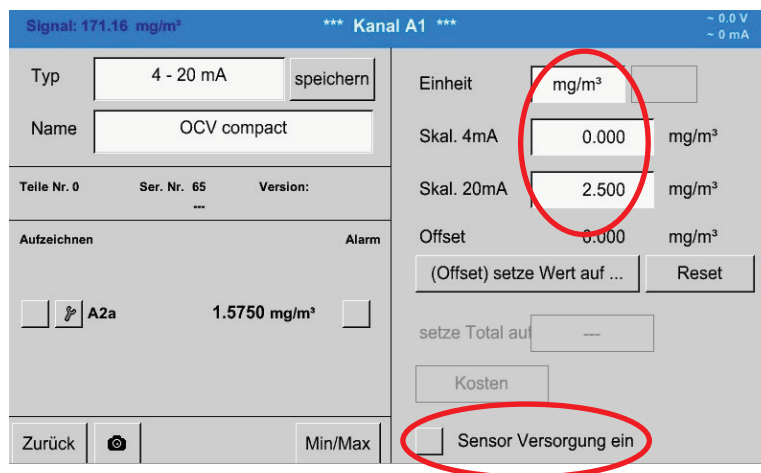 Signal: 171.16 mg/m³
*** Kanal A1 ***
~ 0.0 V
~ 0 mA
Typ 4 - 20 mA speichern
Name OCV compact
Teile Nr. 0 Ser. Nr. 65 Version:
---
Aufzeichnen Alarm
A2a 1.5750 mg/m³
Zurück Min/Max
Einheit mg/m³
Skal. 4mA 0.000 mg/m³
Skal. 20mA 2.500 mg/m³
Offset 0.000 mg/m³
(Offset) setze Wert auf ... Reset
setze Total auf ---
Kosten
Sensor Versorgung ein